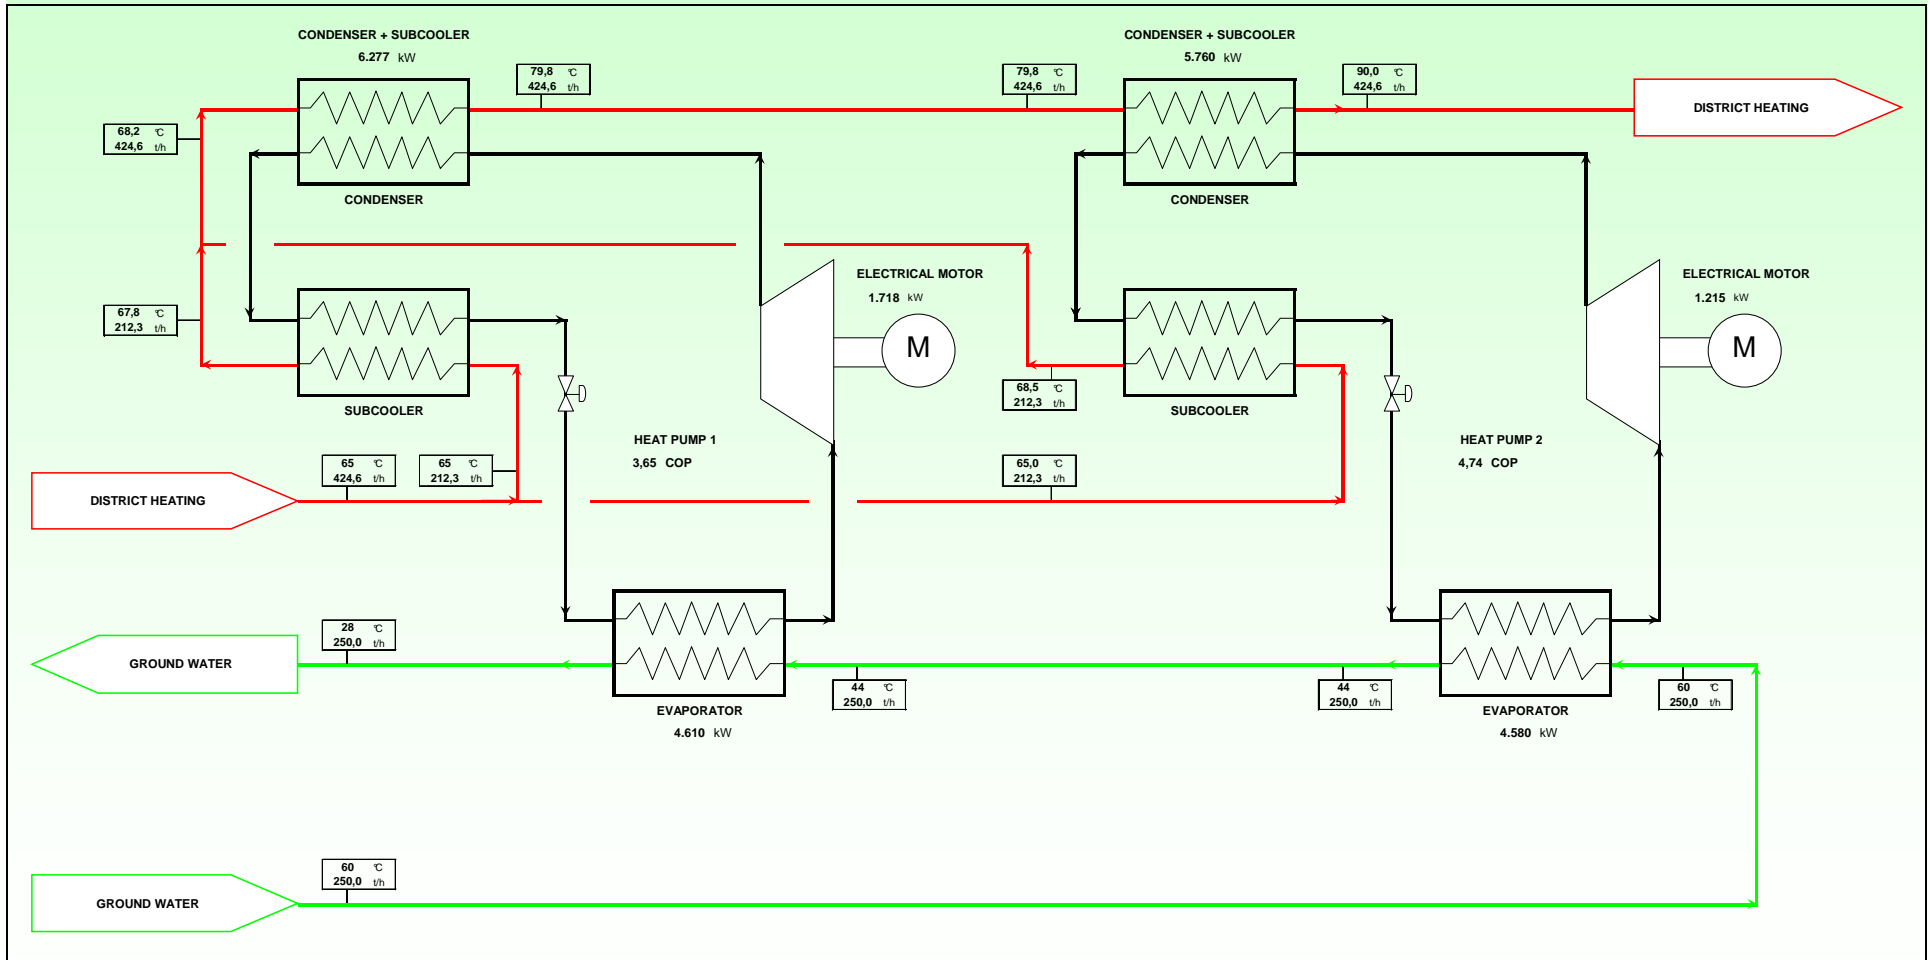 CONDENSER + SUBCOOLER
6.277 kW
CONDENSER + SUBCOOLER
5.760 kW
79,8 °C
424,6 t/h
79,8 °C
424,6 t/h
90,0 °C
424,6 t/h
DISTRICT HEATING
68,2 °C
424,6 t/h
CONDENSER
CONDENSER
ELECTRICAL MOTOR
1.718 kW
ELECTRICAL MOTOR
1.215 kW
67,8 °C
212,3 t/h
M
M
68,5 °C
212,3 t/h
SUBCOOLER
SUBCOOLER
HEAT PUMP 1
3,65 COP
HEAT PUMP 2
4,74 COP
65 °C
424,6 t/h
65 °C
212,3 t/h
65,0 °C
212,3 t/h
DISTRICT HEATING
28 °C
250,0 t/h
GROUND WATER
44 °C
250,0 t/h
44 °C
250,0 t/h
60 °C
250,0 t/h
EVAPORATOR
4.610 kW
EVAPORATOR
4.580 kW
60 °C
250,0 t/h
GROUND WATER